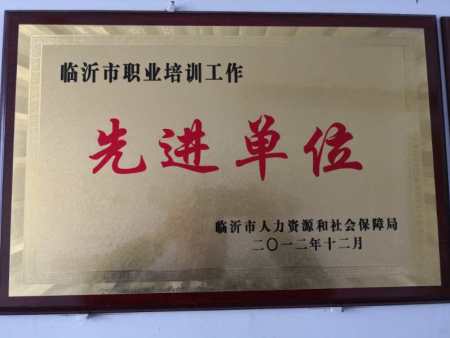 临沂市职业培训工作
先进单位
临沂市人力资源和社会保障局
二〇一二年十二月